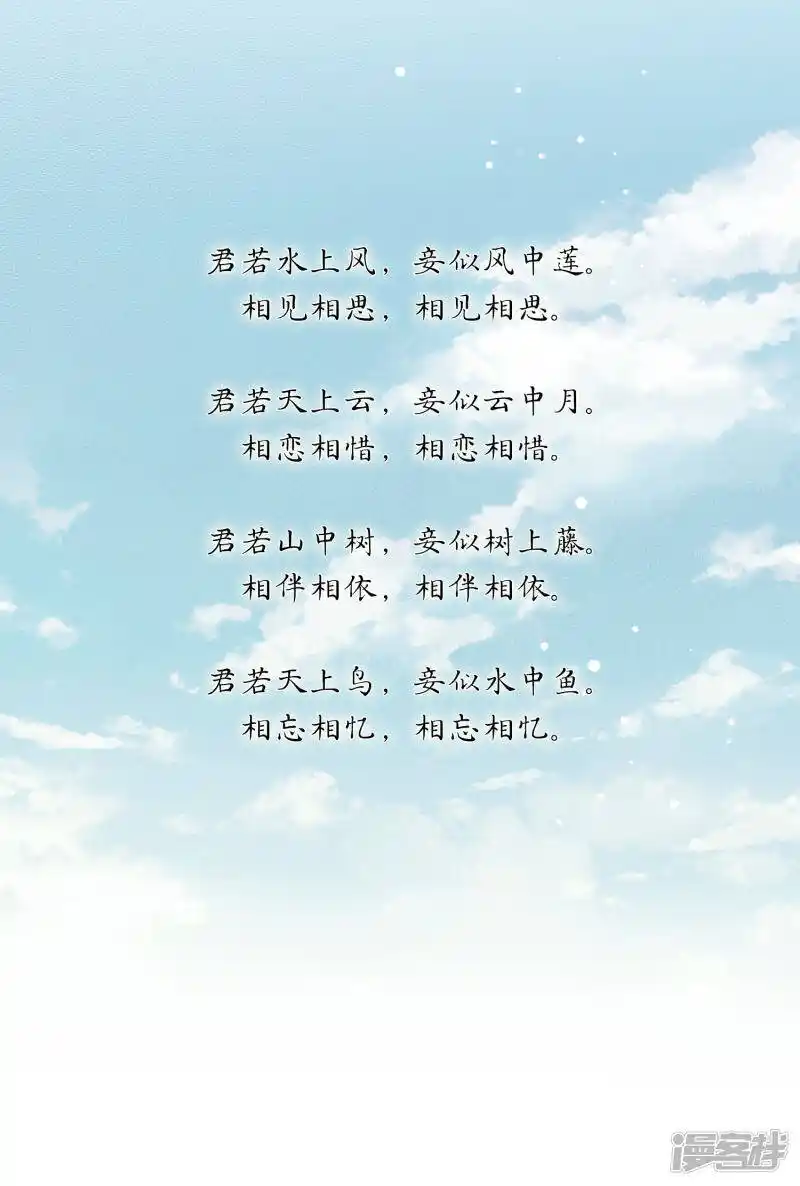 君若水上风，妾似风中莲。
相见相思，相见相思。
君若天上云，妾似云中月。
相恋相惜，相恋相惜。
君若山中树，妾似树上藤。
相伴相依，相伴相依。
君若天上鸟，妾似水中鱼。
相忘相忆，相忘相忆。
漫客栈